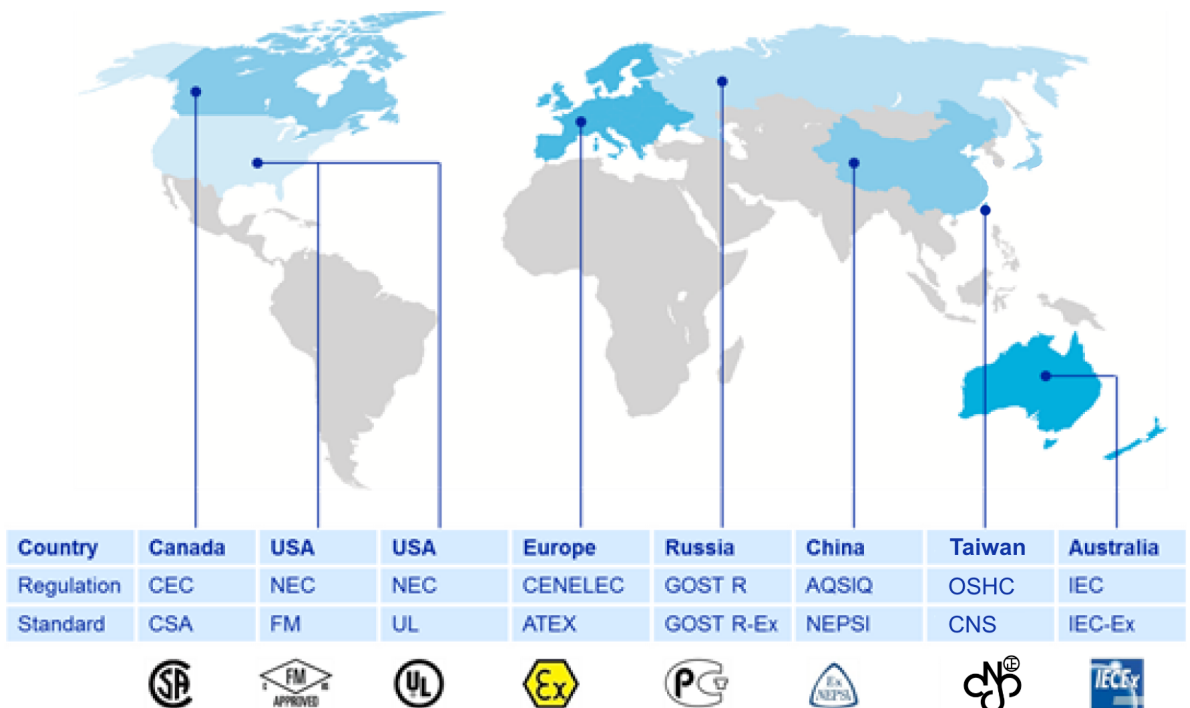 Country Canada USA USA Europe Russia China Taiwan Australia
Regulation CEC NEC NEC CENELEC GOST R AQSIQ OSHC IEC
Standard CSA FM UL ATEX GOST R-Ex NEPSI CNS IEC-Ex
SA FM UL Ex Ex IECEx
APPROVED NEPSI